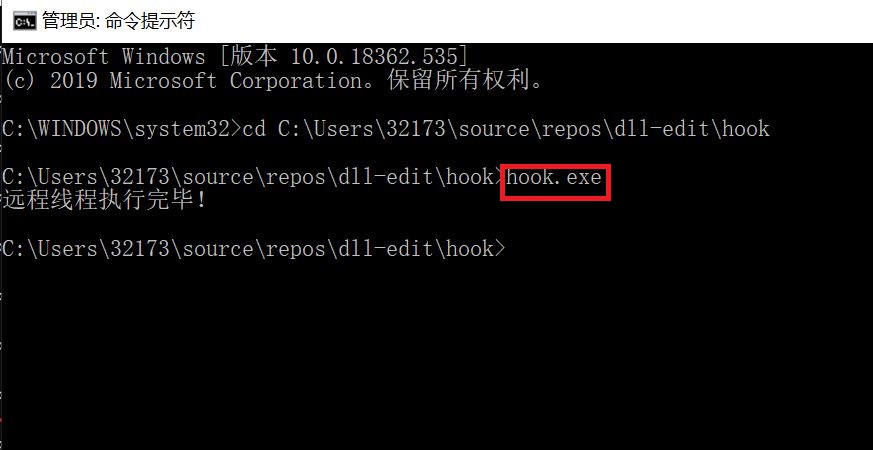 管理员: 命令提示符
Microsoft Windows [版本 10.0.18362.535]
(c) 2019 Microsoft Corporation。保留所有权利。
C:\WINDOWS\system32>cd C:\Users\32173\source\repos\dll-edit\hook
C:\Users\32173\source\repos\dll-edit\hook>hook.exe
远程线程执行完毕！
C:\Users\32173\source\repos\dll-edit\hook>